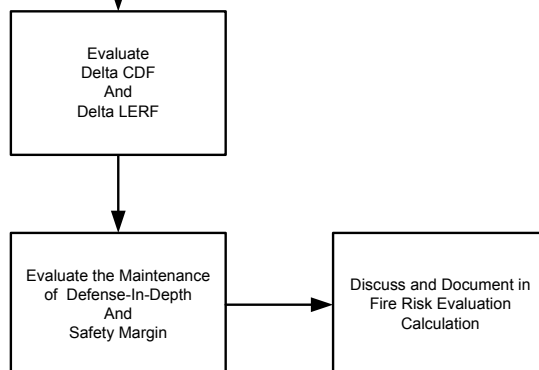 Evaluate
Delta CDF
And
Delta LERF
Evaluate the Maintenance
of Defense-In-Depth
And
Safety Margin
Discuss and Document in
Fire Risk Evaluation
Calculation